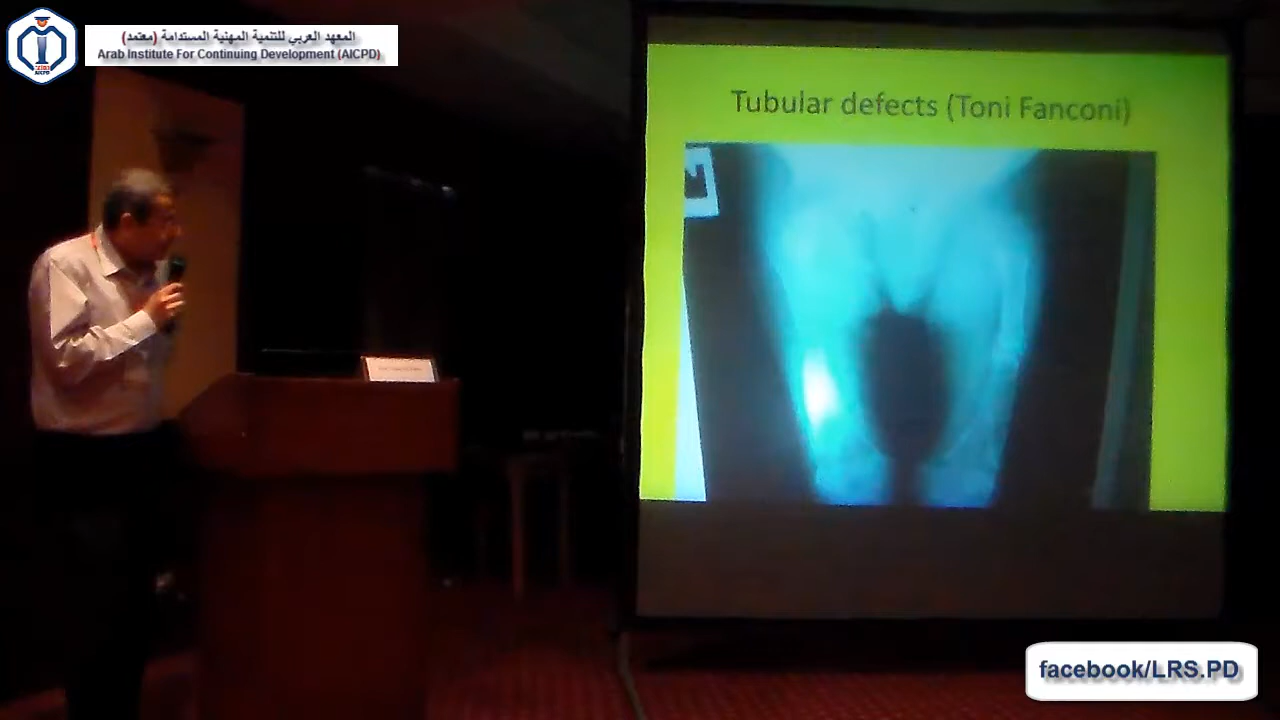 المعهد العربي للتنمية المهنية المستدامة (معتمد)
Arab Institute For Continuing Development (AICPD)
AICPD
Tubular defects (Toni Fanconi)
M
facebook/LRS.PD